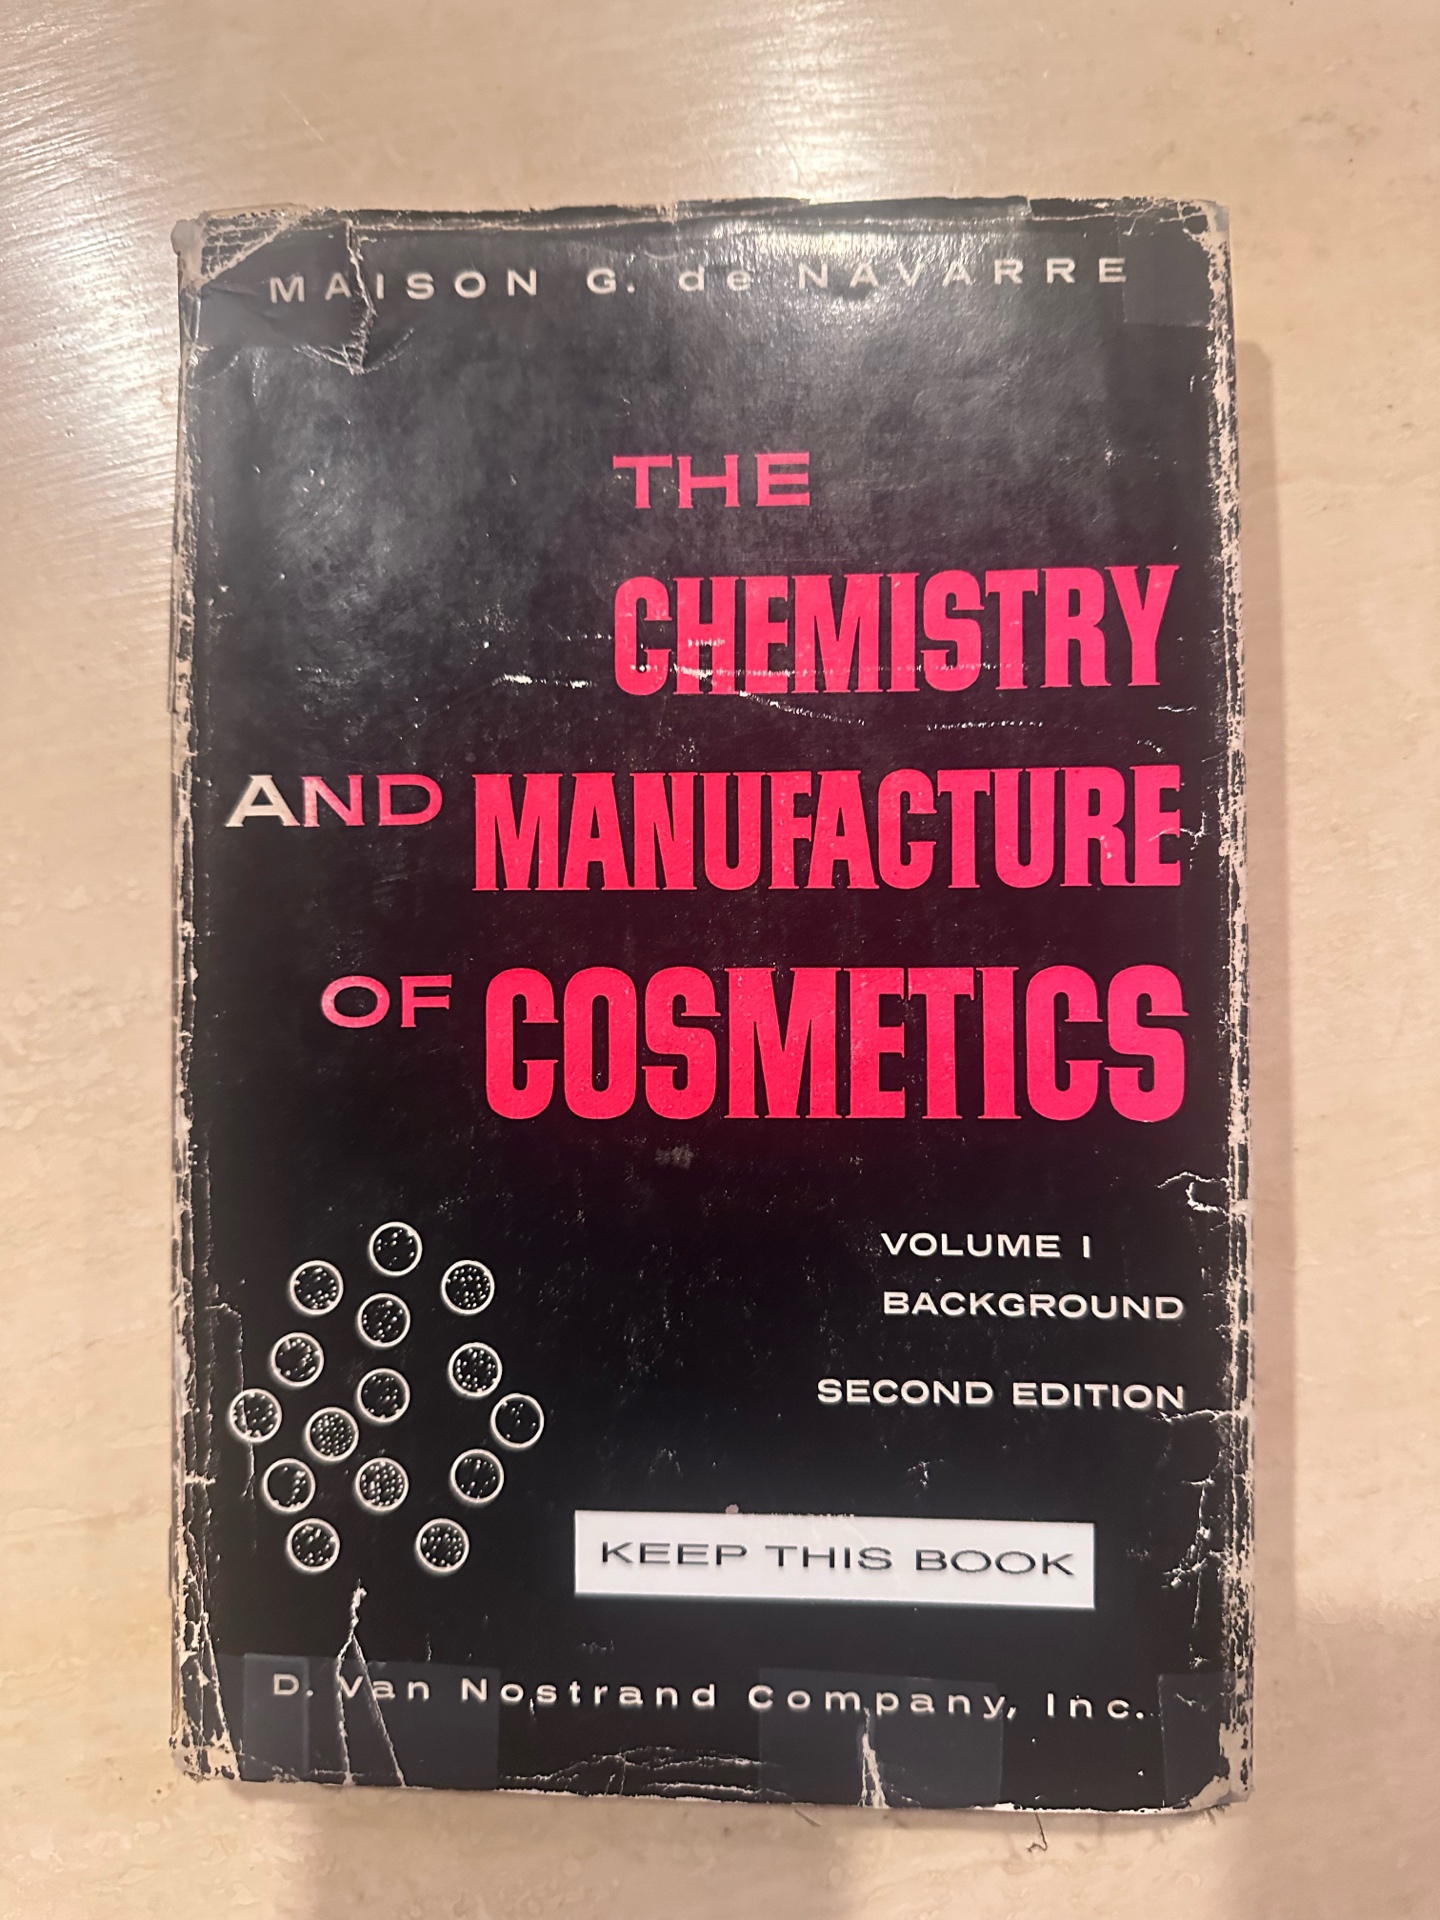 MAISON G. de NAVARRE
THE
CHEMISTRY
AND MANUFACTURE
OF COSMETICS
VOLUME I
BACKGROUND
SECOND EDITION
KEEP THIS BOOK
D. Van Nostrand Company, Inc.